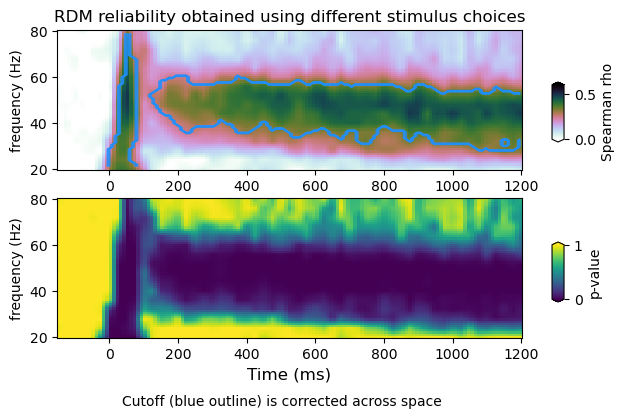 RDM reliability obtained using different stimulus choices
80
60
40
20
frequency (Hz)
0 200 400 600 800 1000 1200
0.5
0.0
Spearman rho
80
60
40
20
frequency (Hz)
0 200 400 600 800 1000 1200
1
0
p-value
Time (ms)
Cutoff (blue outline) is corrected across space